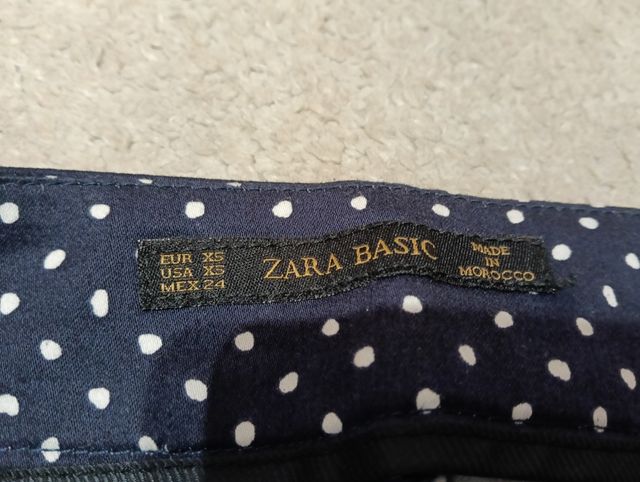 EUR XS
USA XS
MEX 24
ZARA BASIC
MADE
IN
MOROCCO